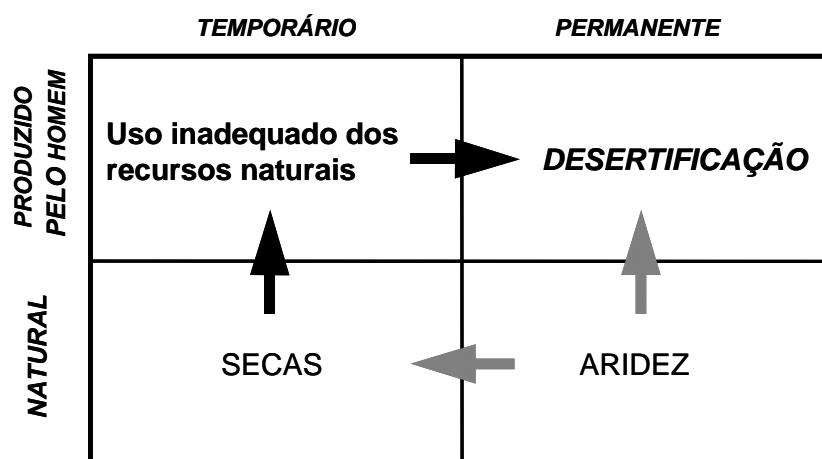 TEMPORÁRIO
PERMANENTE
PRODUZIDO
PELO HOMEM
Uso inadequado dos
recursos naturais
DESERTIFICAÇÃO
NATURAL
SECAS
ARIDEZ